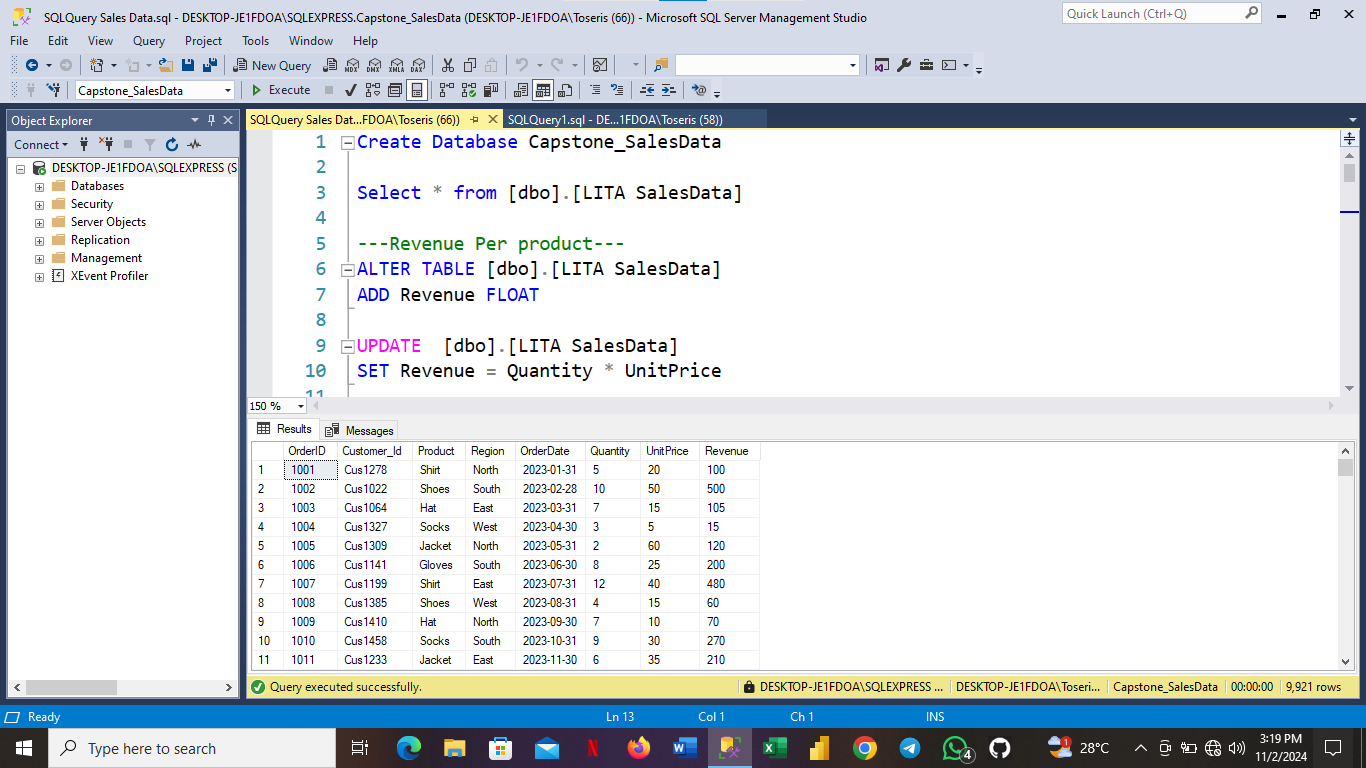 SQLQuery Sales Data.sql - DESKTOP-JE1FDOA\SQLEXPRESS.Capstone_SalesData (DESKTOP-JE1FDOA\Toseris (66)) - Microsoft SQL Server Management Studio
Quick Launch (Ctrl+Q)
File Edit View Query Project Tools Window Help
New Query MDX DMX XMLA DAX
Capstone_SalesData Execute
Object Explorer
SQLQuery Sales Dat...FDOA\Toseris (66)) SQLQuery1.sql - DE...1FDOA\Toseris (58))
Connect
DESKTOP-JE1FDOA\SQLEXPRESS (S
Databases
Security
Server Objects
Replication
Management
XEvent Profiler
1 Create Database Capstone_SalesData
2
3 Select * from [dbo].[LITA SalesData]
4
5 ---Revenue Per product---
6 ALTER TABLE [dbo].[LITA SalesData]
7 ADD Revenue FLOAT
8
9 UPDATE  [dbo].[LITA SalesData]
10 SET Revenue = Quantity * UnitPrice
11
150 %
Results Messages
OrderID Customer_Id Product Region OrderDate Quantity UnitPrice Revenue
1 1001 Cus1278 Shirt North 2023-01-31 5 20 100
2 1002 Cus1022 Shoes South 2023-02-28 10 50 500
3 1003 Cus1064 Hat East 2023-03-31 7 15 105
4 1004 Cus1327 Socks West 2023-04-30 3 5 15
5 1005 Cus1309 Jacket North 2023-05-31 2 60 120
6 1006 Cus1141 Gloves South 2023-06-30 8 25 200
7 1007 Cus1199 Shirt East 2023-07-31 12 40 480
8 1008 Cus1385 Shoes West 2023-08-31 4 15 60
9 1009 Cus1410 Hat North 2023-09-30 7 10 70
10 1010 Cus1458 Socks South 2023-10-31 9 30 270
11 1011 Cus1233 Jacket East 2023-11-30 6 35 210
Query executed successfully. DESKTOP-JE1FDOA\SQLEXPRESS ... DESKTOP-JE1FDOA\Toseri... Capstone_SalesData 00:00:00 9,921 rows
Ready Ln 13 Col 1 Ch 1 INS
Type here to search
4
1
28°C
3:19 PM
11/2/2024